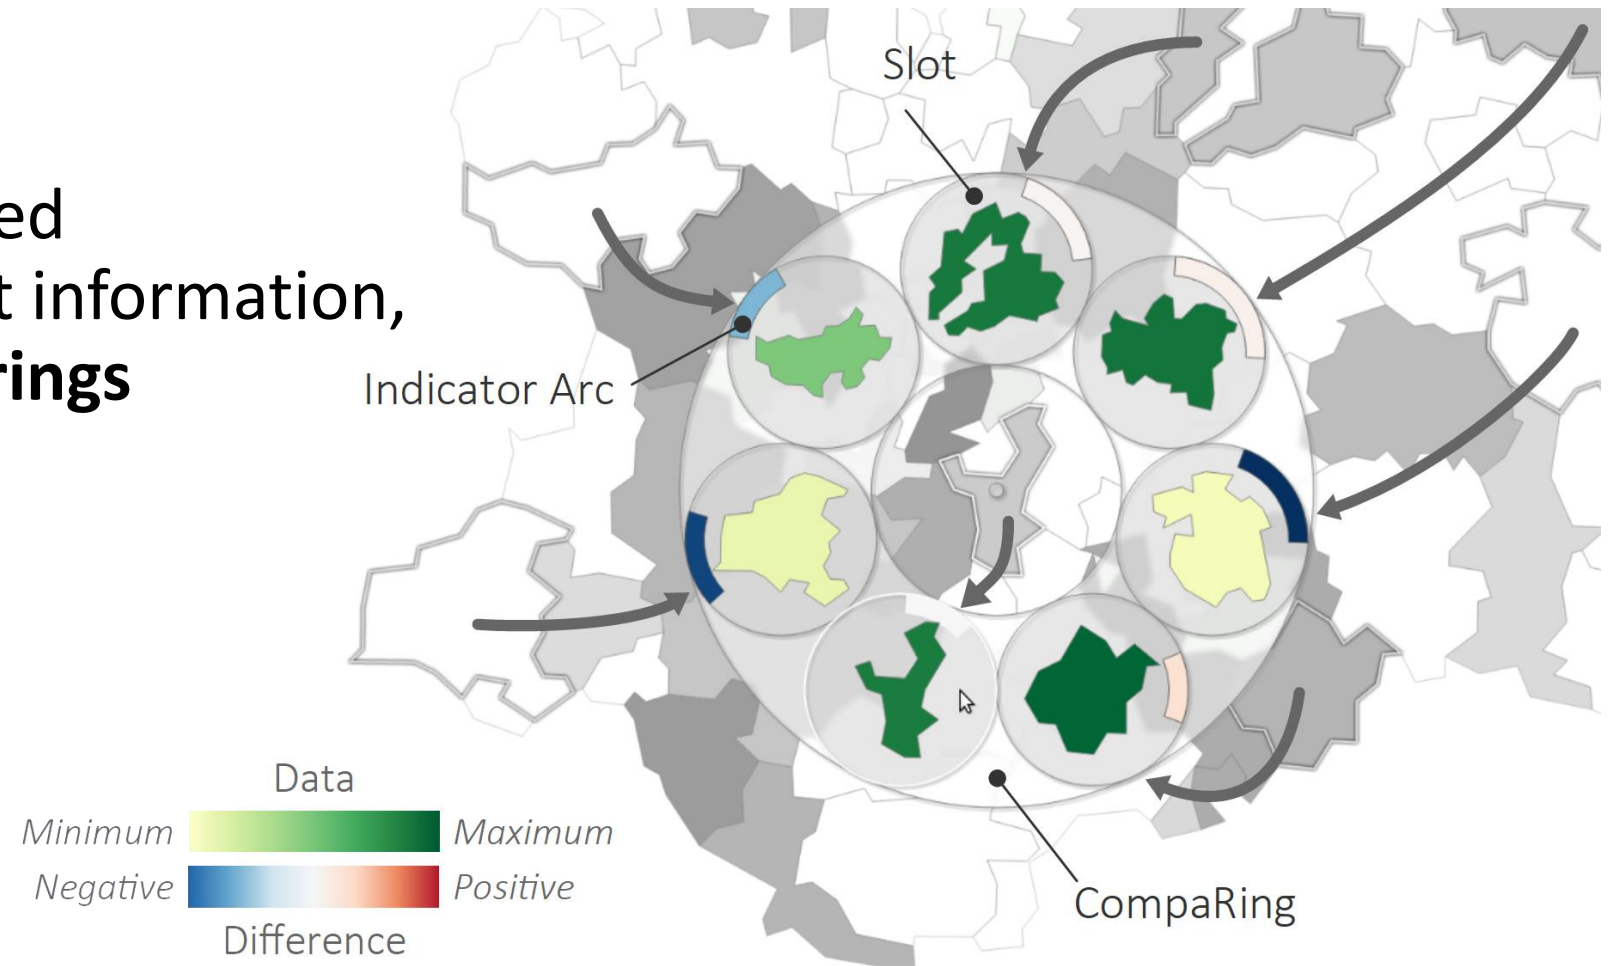 ed
t information,
rings
Slot
Indicator Arc
CompaRing
Data
Minimum
Maximum
Negative
Positive
Difference